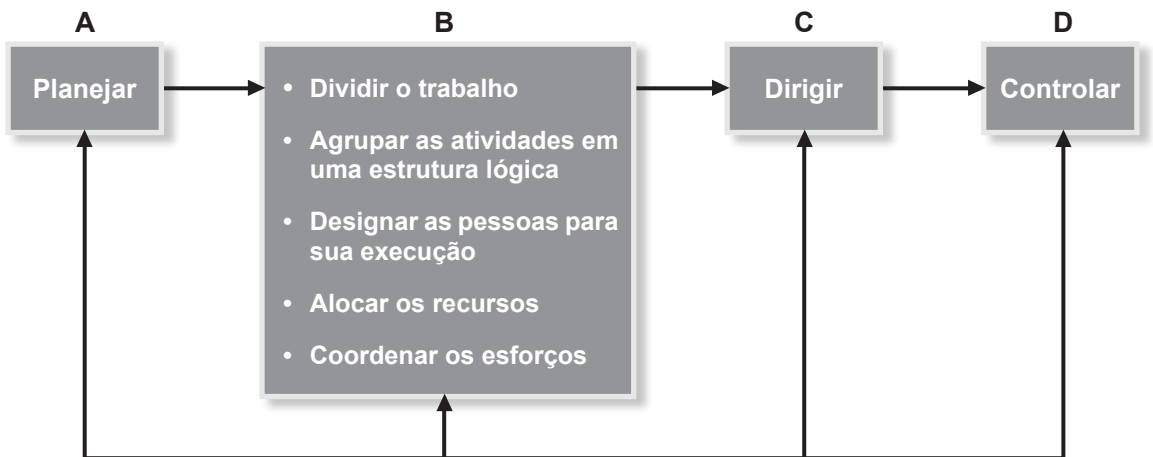 A
B
C
D
Planejar
• Dividir o trabalho
• Agrupar as atividades em
uma estrutura lógica
• Designar as pessoas para
sua execução
• Alocar os recursos
• Coordenar os esforços
Dirigir
Controlar